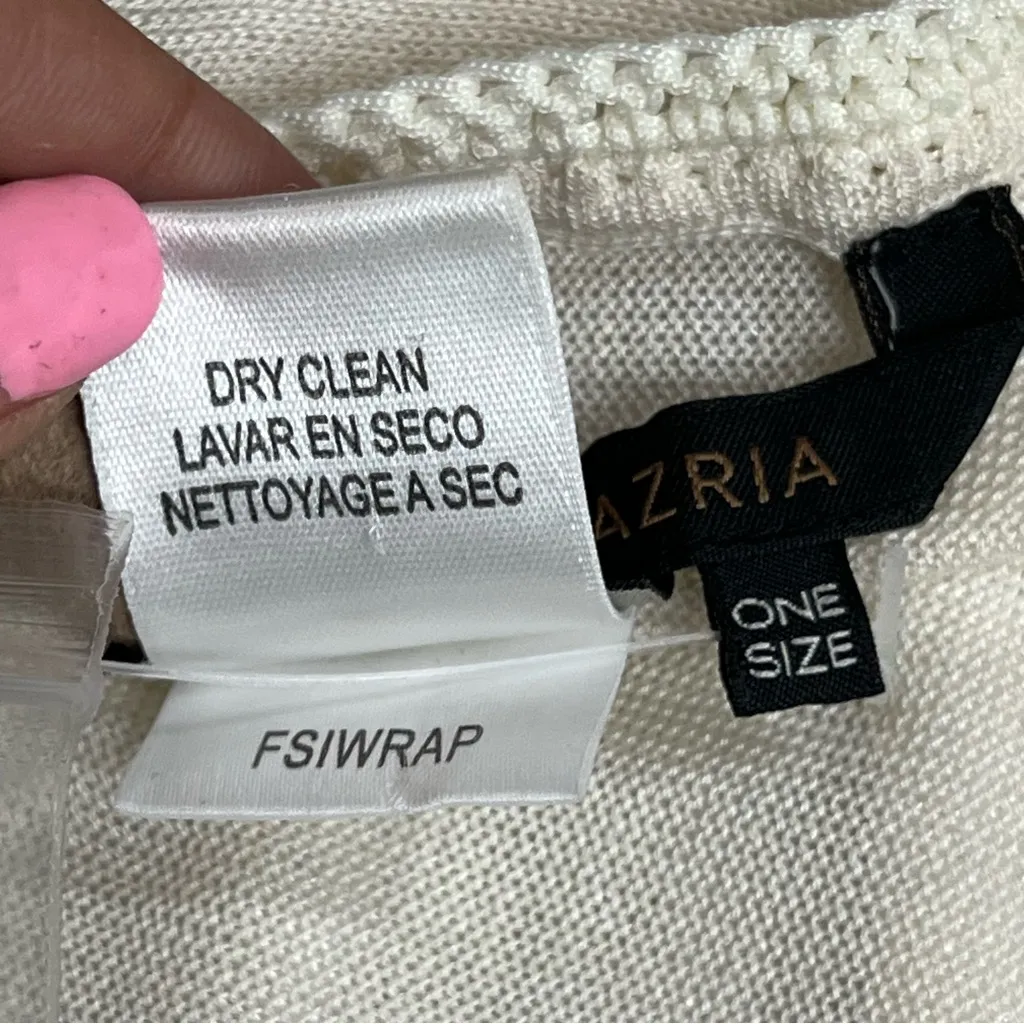 DRY CLEAN
LAVAR EN SECO
NETTOYAGE A SEC
FSIWRAP
AZRIA
ONE
SIZE